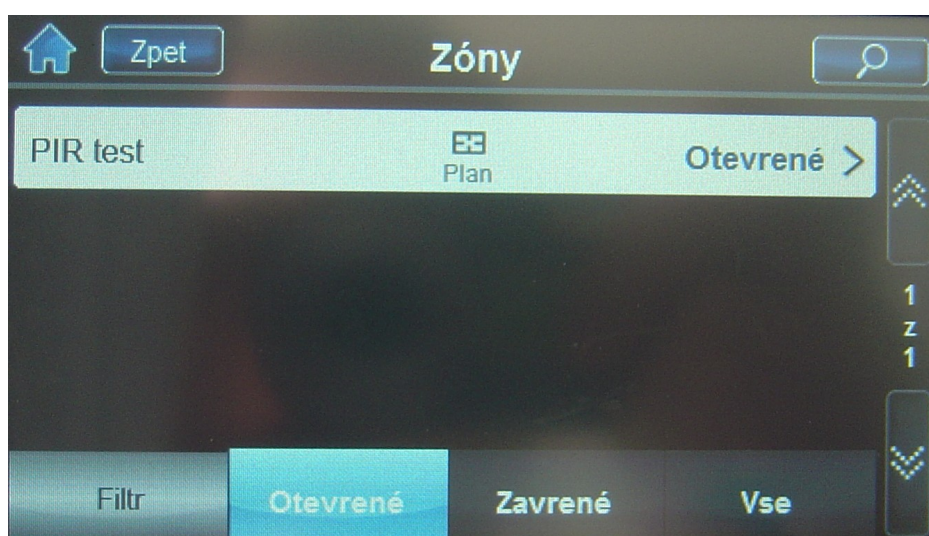 Zpet
Zóny
PIR test
Plan
Otevrené
1
z
1
Filtr
Otevrené
Zavrené
Vse